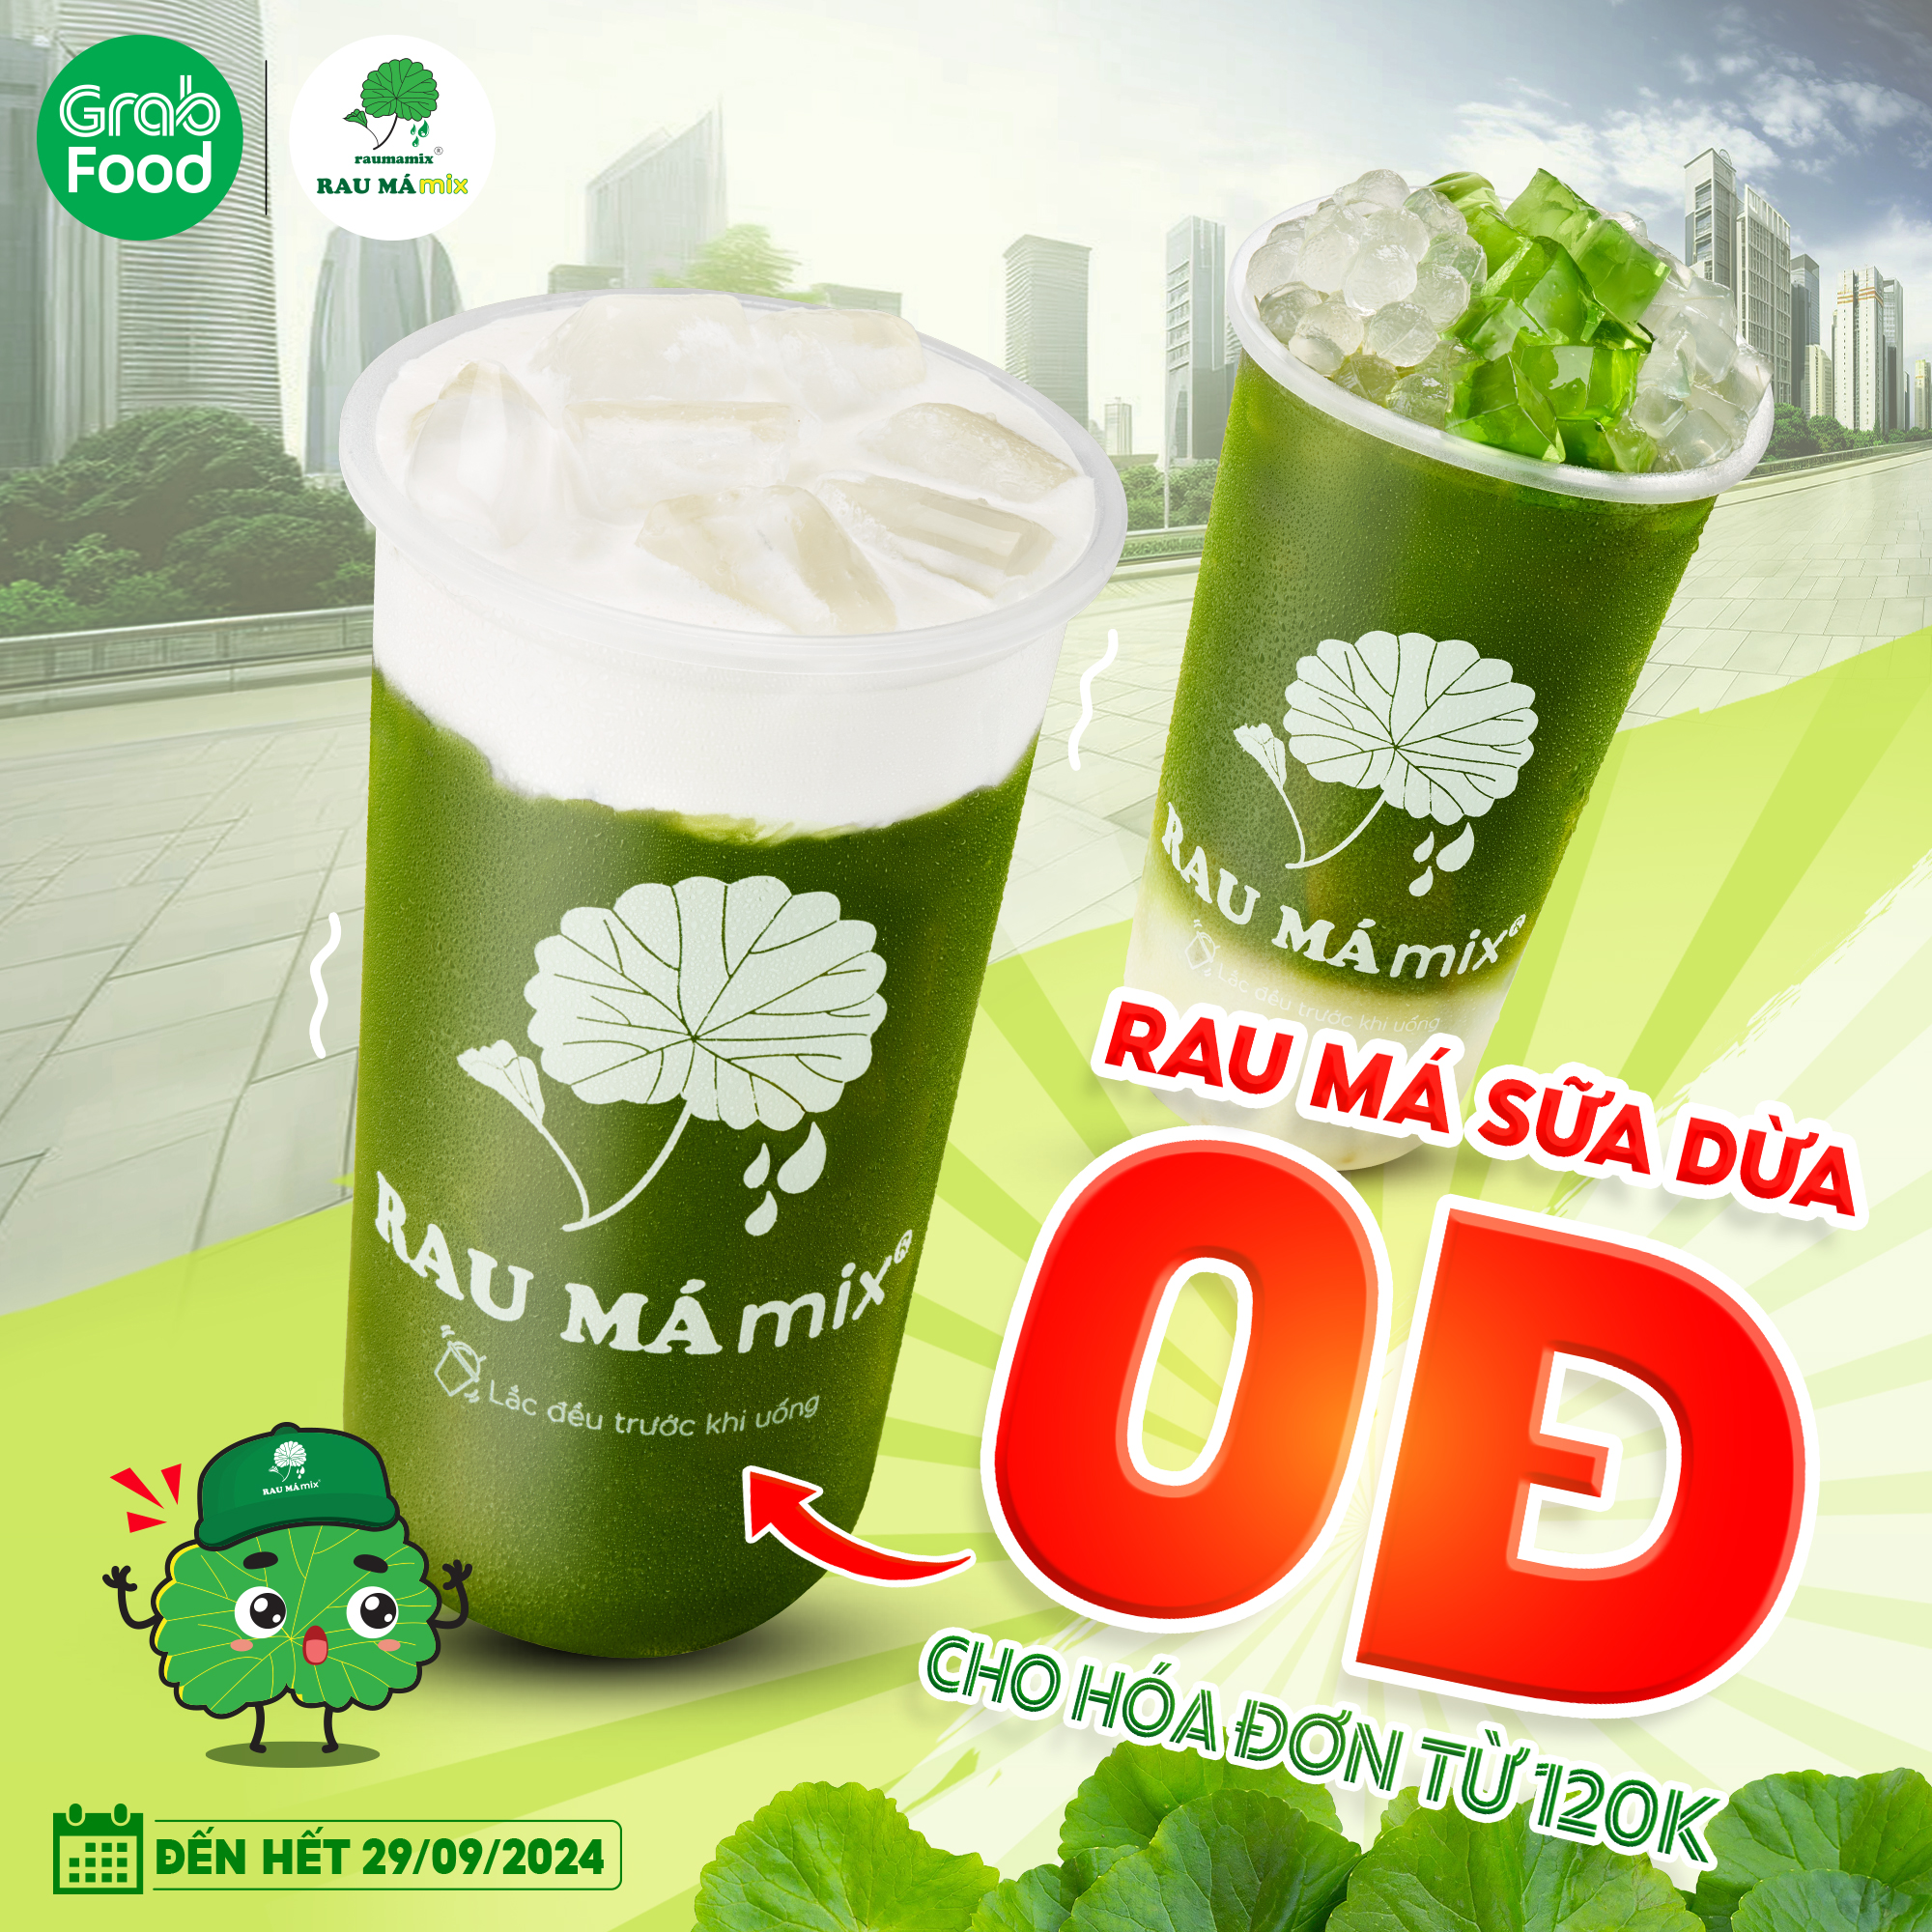 Grab
Food
raumamix®
RAU MÁ mix
RAU MÁ mix®
Lắc đều trước khi uống
RAU MÁ mix®
Lắc đều trước khi uống
RAU MÁ SỮA DỪA
0Đ
CHO HÓA ĐƠN TỪ 120K
RAU MÁ mix®
ĐẾN HẾT 29/09/2024